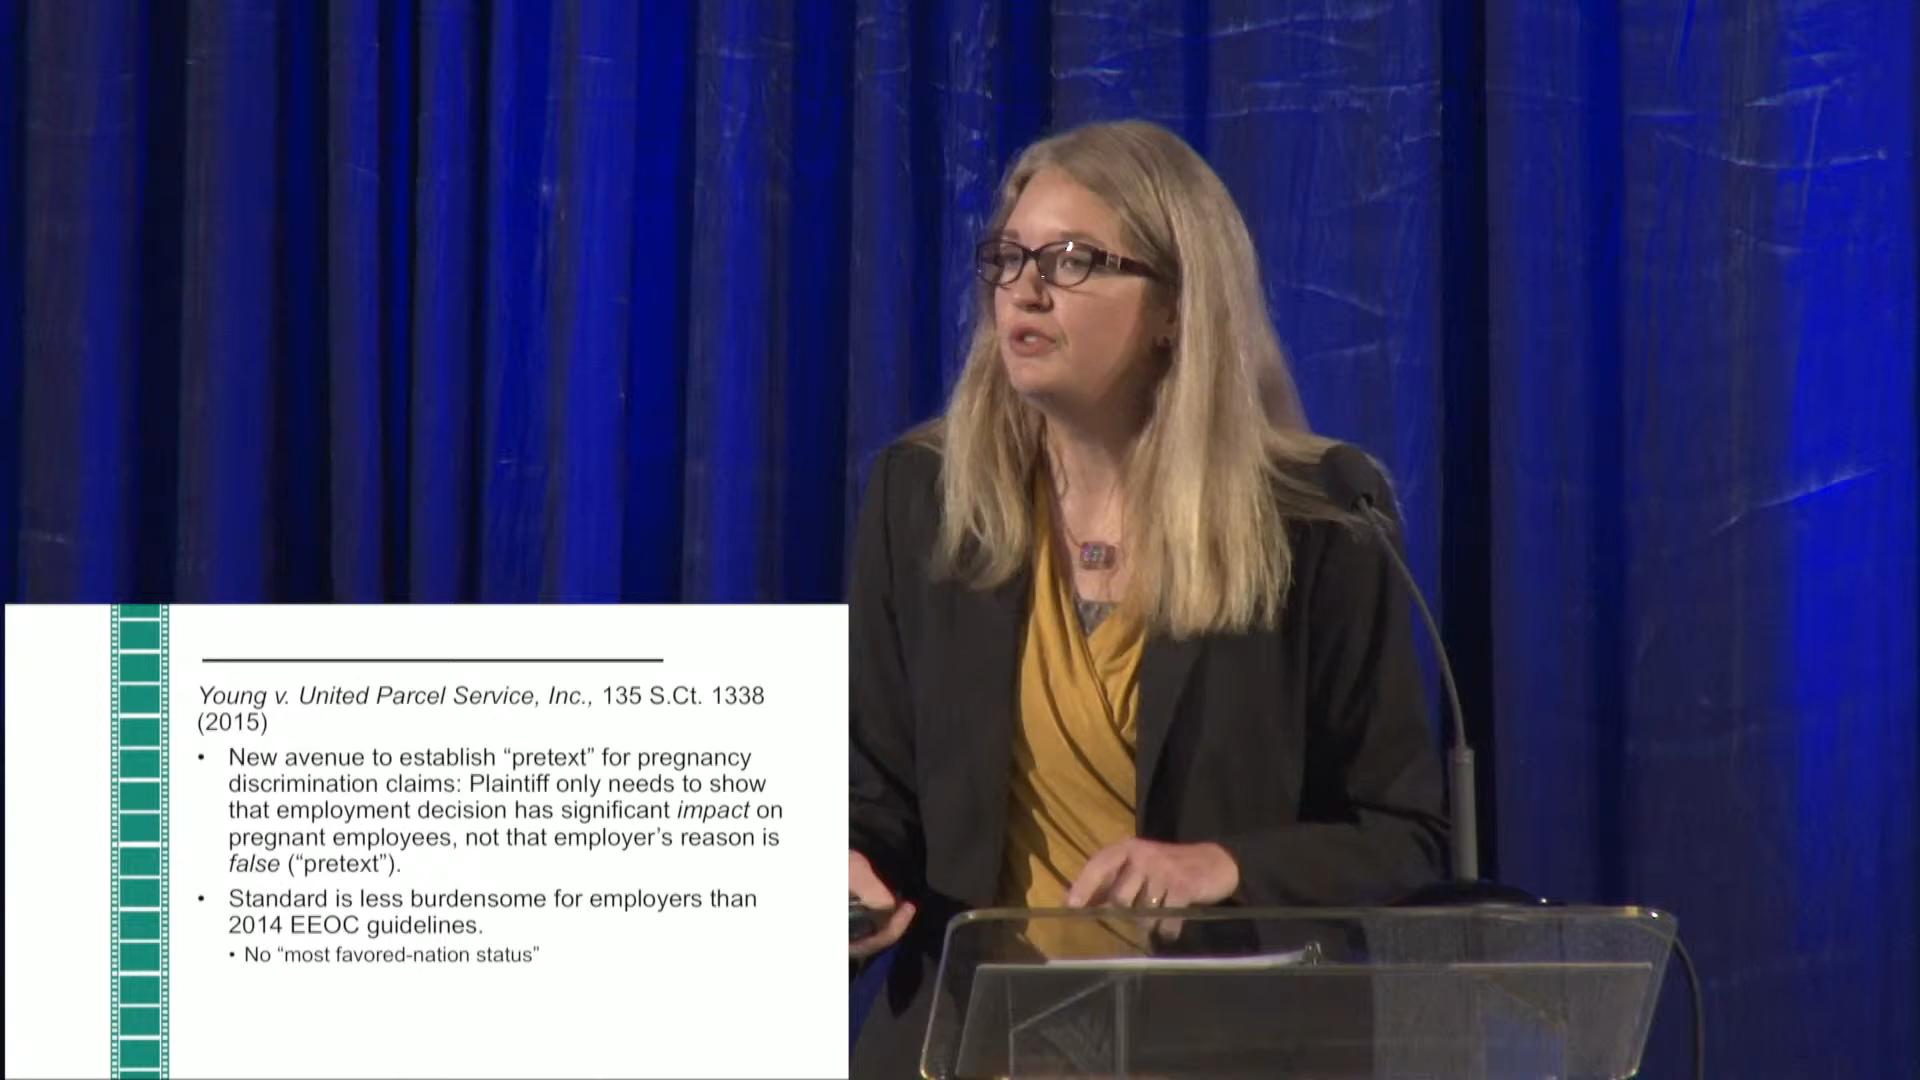 Young v. United Parcel Service, Inc., 135 S.Ct. 1338
(2015)
• New avenue to establish “pretext” for pregnancy
discrimination claims: Plaintiff only needs to show
that employment decision has significant impact on
pregnant employees, not that employer’s reason is
false (“pretext”).
• Standard is less burdensome for employers than
2014 EEOC guidelines.
• No “most favored-nation status”